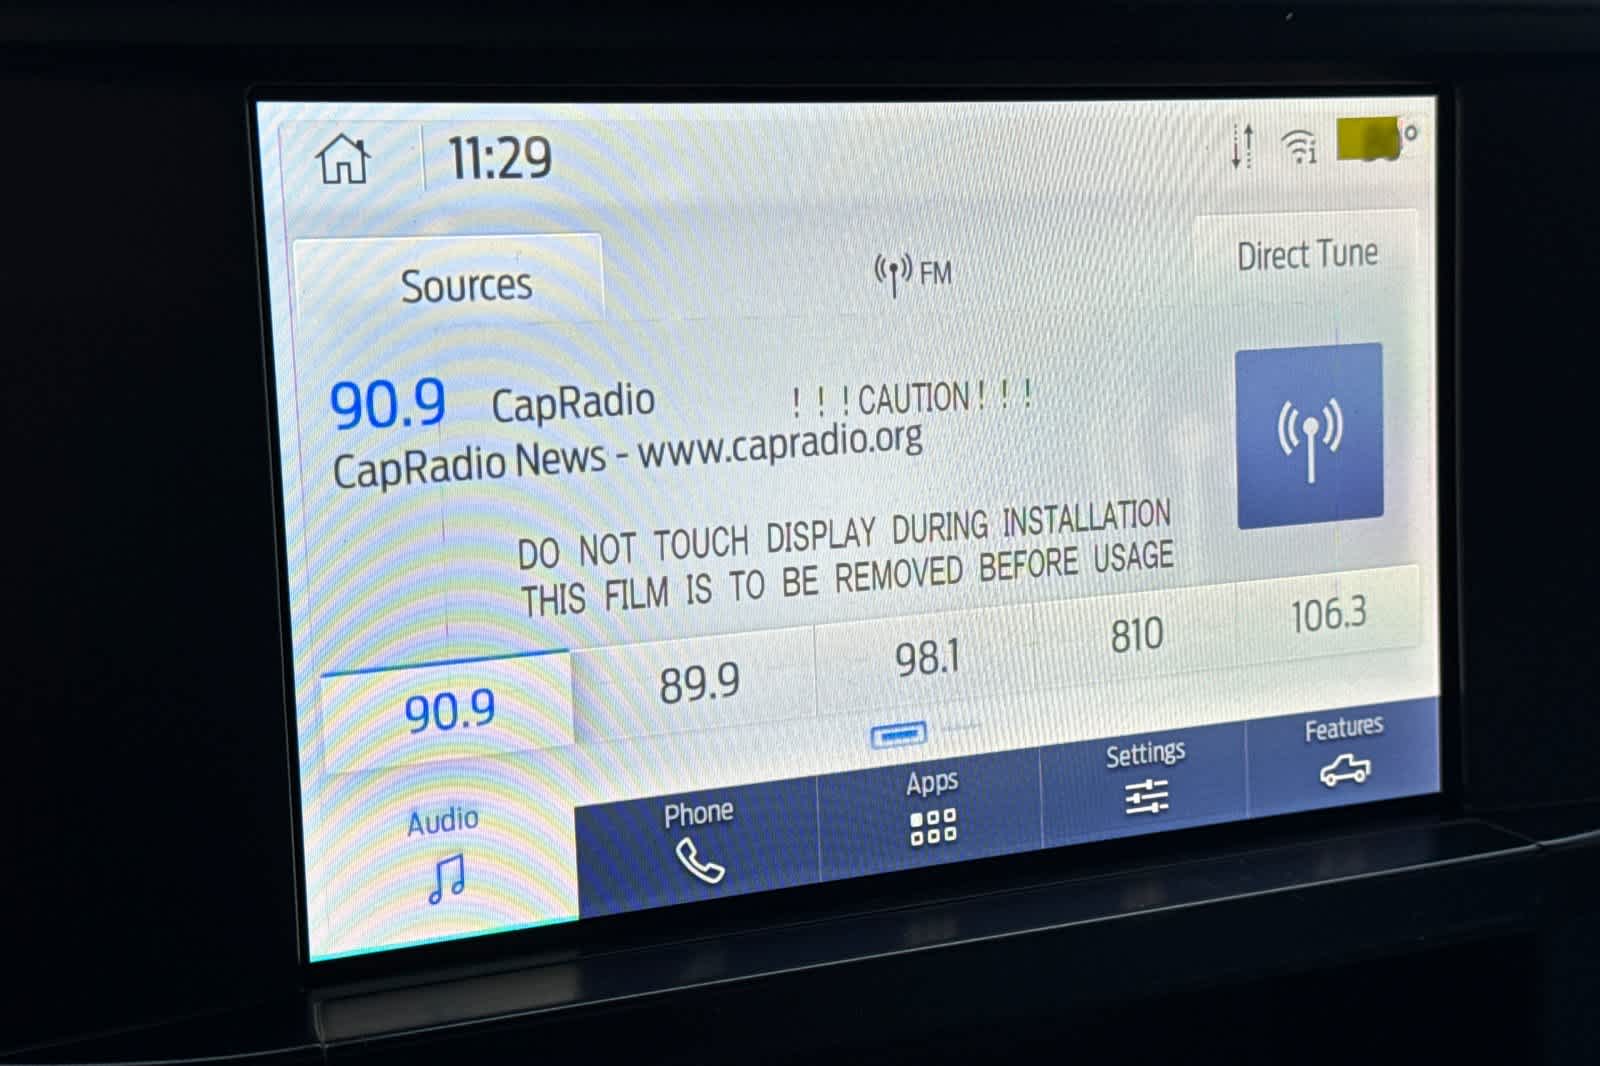 11:29
Sources
FM
Direct Tune
90.9 CapRadio
! ! ! CAUTION ! ! !
CapRadio News - www.capradio.org
DO NOT TOUCH DISPLAY DURING INSTALLATION
THIS FILM IS TO BE REMOVED BEFORE USAGE
90.9 89.9 98.1 810 106.3
Audio Phone Apps Settings Features